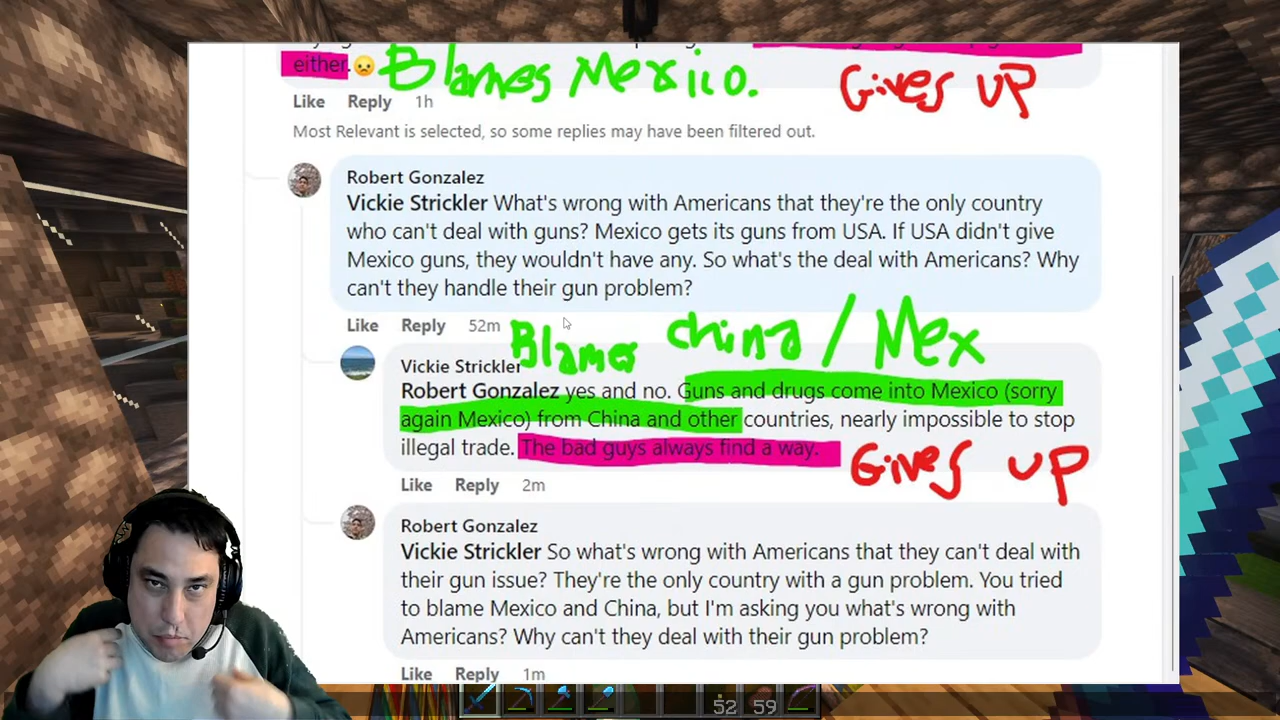 either.
Blames Mexico.
Gives UP
Like Reply 1h
Most Relevant is selected, so some replies may have been filtered out.
Robert Gonzalez
Vickie Strickler What's wrong with Americans that they're the only country
who can't deal with guns? Mexico gets its guns from USA. If USA didn't give
Mexico guns, they wouldn't have any. So what's the deal with Americans? Why
can't they handle their gun problem?
Like Reply 52m
Blames China / Mex
Vickie Strickler
Robert Gonzalez yes and no. Guns and drugs come into Mexico (sorry
again Mexico) from China and other countries, nearly impossible to stop
illegal trade. The bad guys always find a way.
Gives UP
Like Reply 2m
Robert Gonzalez
Vickie Strickler So what's wrong with Americans that they can't deal with
their gun issue? They're the only country with a gun problem. You tried
to blame Mexico and China, but I'm asking you what's wrong with
Americans? Why can't they deal with their gun problem?
Like Reply 1m
52 59